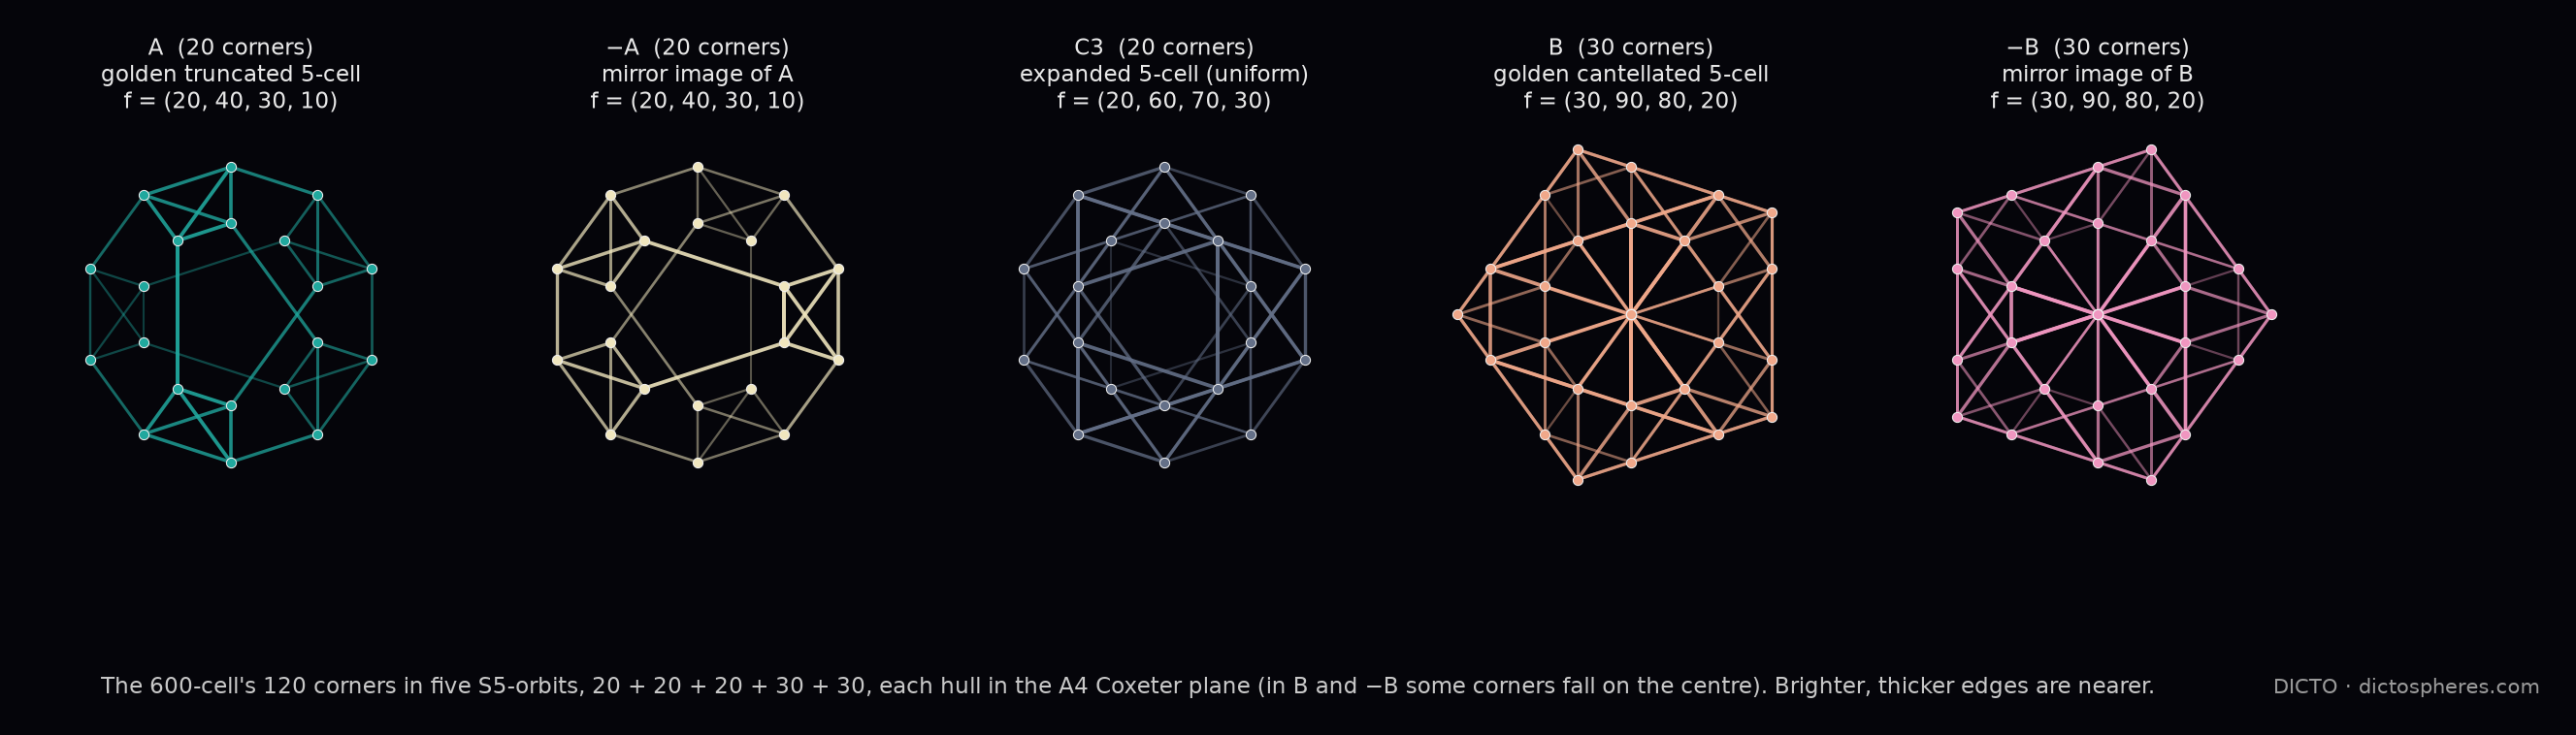 A  (20 corners)
golden truncated 5-cell
f = (20, 40, 30, 10)
−A  (20 corners)
mirror image of A
f = (20, 40, 30, 10)
C3  (20 corners)
expanded 5-cell (uniform)
f = (20, 60, 70, 30)
B  (30 corners)
golden cantellated 5-cell
f = (30, 90, 80, 20)
−B  (30 corners)
mirror image of B
f = (30, 90, 80, 20)
The 600-cell's 120 corners in five S5-orbits, 20 + 20 + 20 + 30 + 30, each hull in the A4 Coxeter plane (in B and −B some corners fall on the centre). Brighter, thicker edges are nearer.
DICTO · dictospheres.com